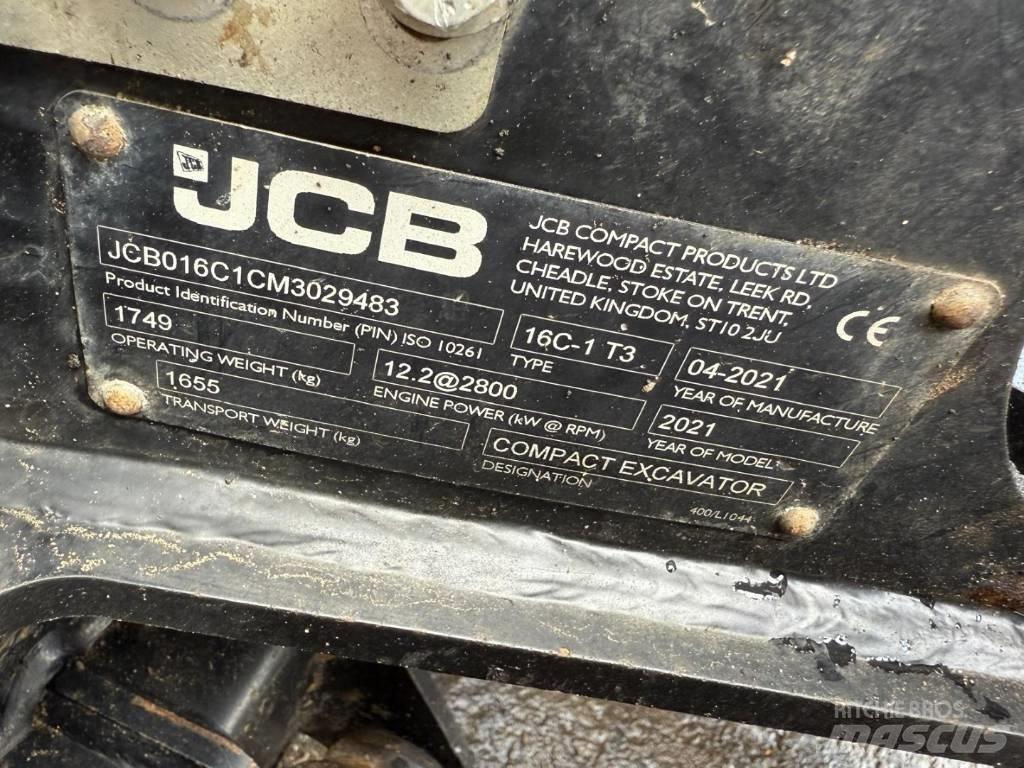 JCB
JCB COMPACT PRODUCTS LTD
HAREWOOD ESTATE, LEEK RD,
CHEADLE, STOKE ON TRENT,
UNITED KINGDOM, ST10 2JU
CE
JCB016C1CM3029483
Product Identification Number (PIN) ISO 10261
16C-1 T3
TYPE
04-2021
YEAR OF MANUFACTURE
1749
OPERATING WEIGHT (kg)
12.2@2800
ENGINE POWER (kW @ RPM)
2021
YEAR OF MODEL
1655
TRANSPORT WEIGHT (kg)
COMPACT EXCAVATOR
DESIGNATION
400/L1044
RITCHIE BROS
mascus